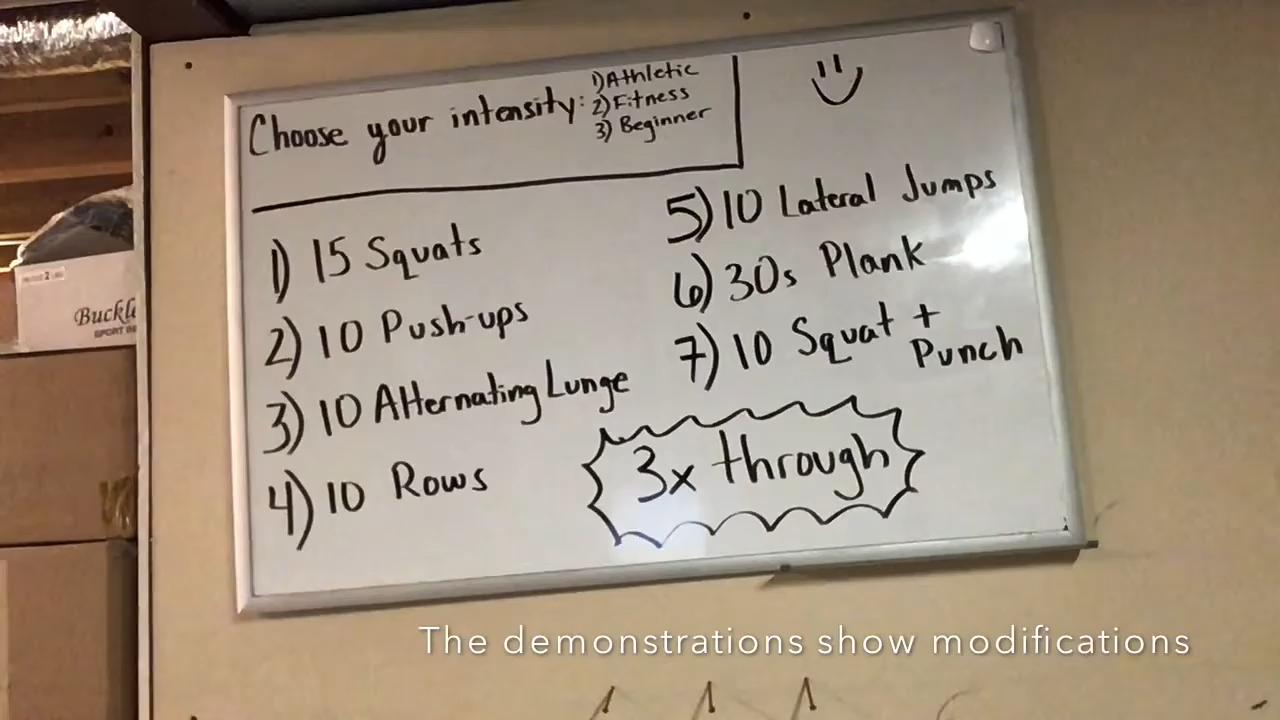 Choose your intensity:
1) Athletic
2) Fitness
3) Beginner
1) 15 Squats
2) 10 Push-ups
3) 10 Alternating Lunge
4) 10 Rows
5) 10 Lateral Jumps
6) 30s Plank
7) 10 Squat +
Punch
3x through
Buckle
SPORT
The demonstrations show modifications